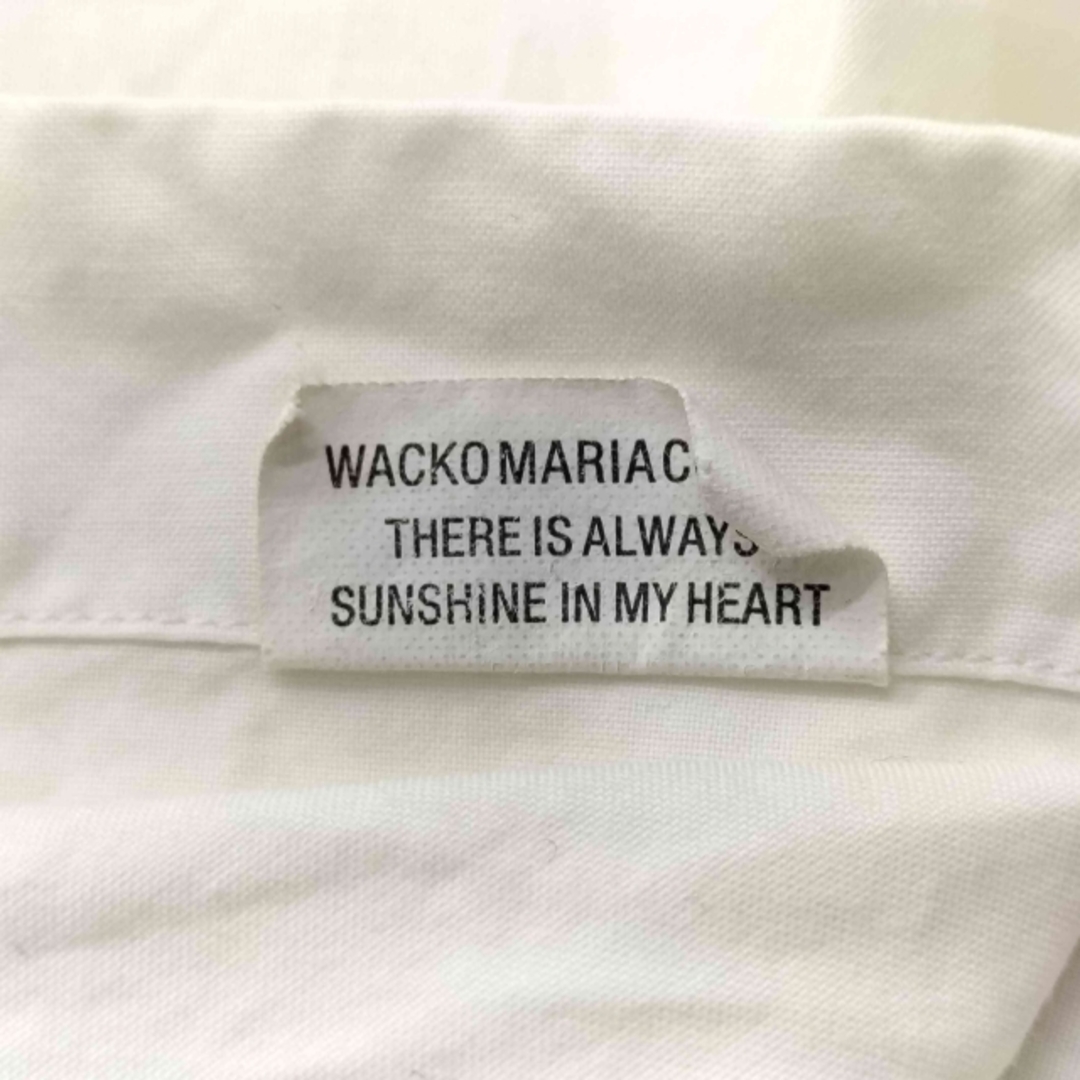 WACKO MARIA
THERE IS ALWAYS
SUNSHINE IN MY HEART